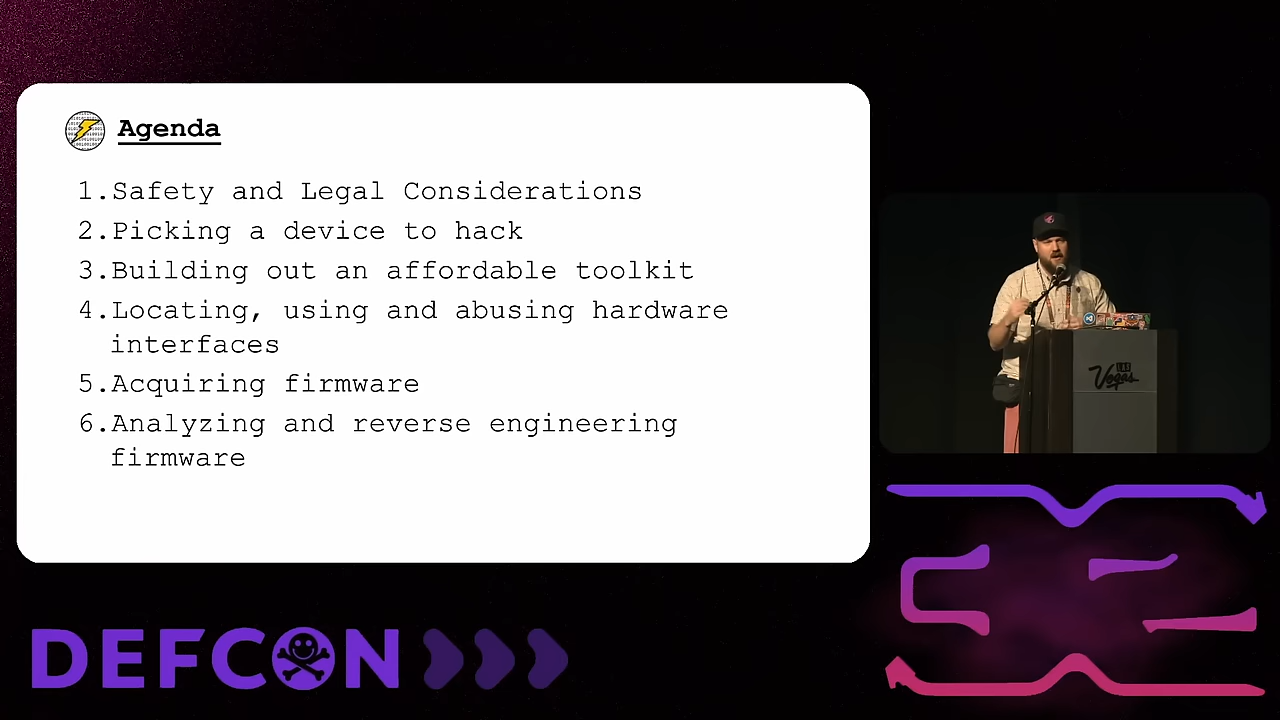 Agenda
1.Safety and Legal Considerations
2.Picking a device to hack
3.Building out an affordable toolkit
4.Locating, using and abusing hardware
interfaces
5.Acquiring firmware
6.Analyzing and reverse engineering
firmware
LAS
Vegas
DEFCON